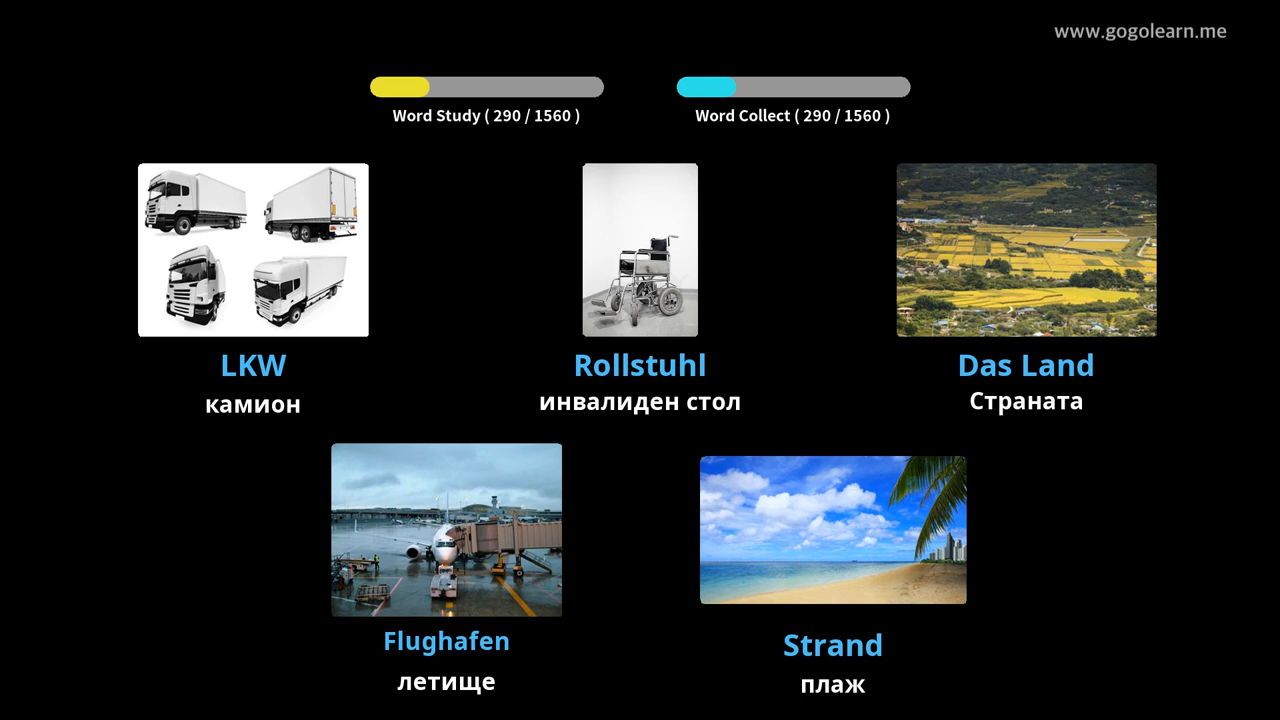 www.gogolearn.me
Word Study ( 290 / 1560 )
Word Collect ( 290 / 1560 )
LKW
Rollstuhl
Das Land
камион
инвалиден стол
Страната
Flughafen
Strand
летище
плаж